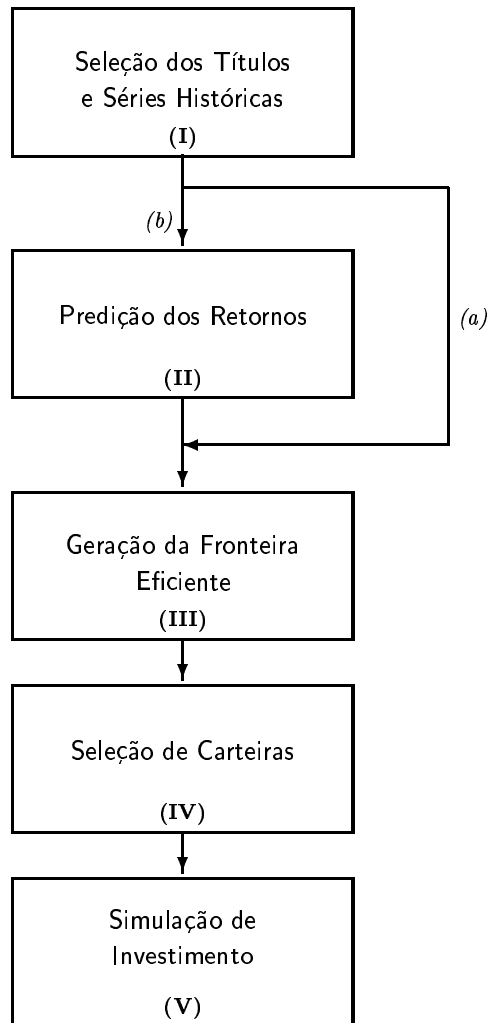 Seleção dos Títulos
e Séries Históricas
(I)
(b)
Predição dos Retornos
(a)
(II)
Geração da Fronteira
Eficiente
(III)
Seleção de Carteiras
(IV)
Simulação de
Investimento
(V)